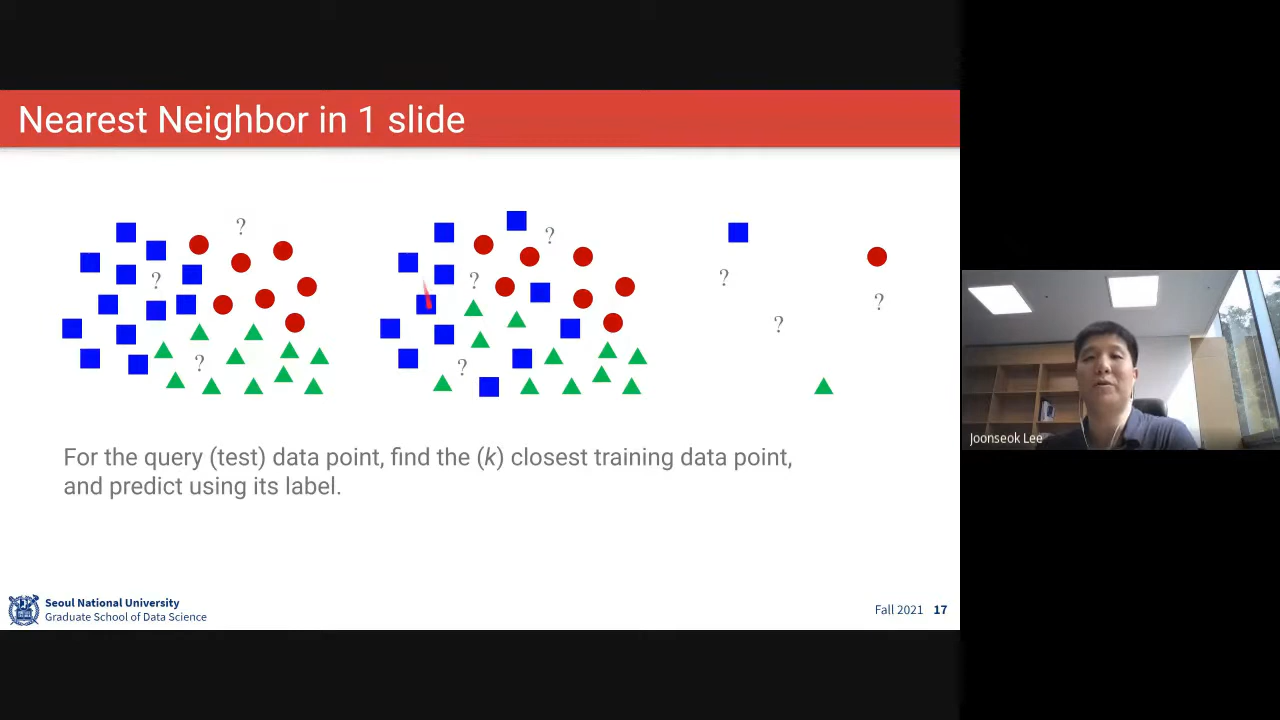 Nearest Neighbor in 1 slide
?
?
?
?
?
?
?
?
?
For the query (test) data point, find the (k) closest training data point,
and predict using its label.
Joonseok Lee
Seoul National University
Graduate School of Data Science
Fall 2021 17